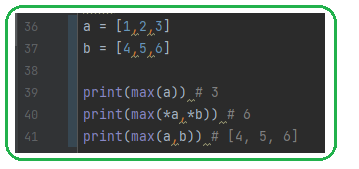 36 a = [1,2,3]
37 b = [4,5,6]
38
39 print(max(a)) # 3
40 print(max(*a,*b)) # 6
41 print(max(a,b)) # [4, 5, 6]